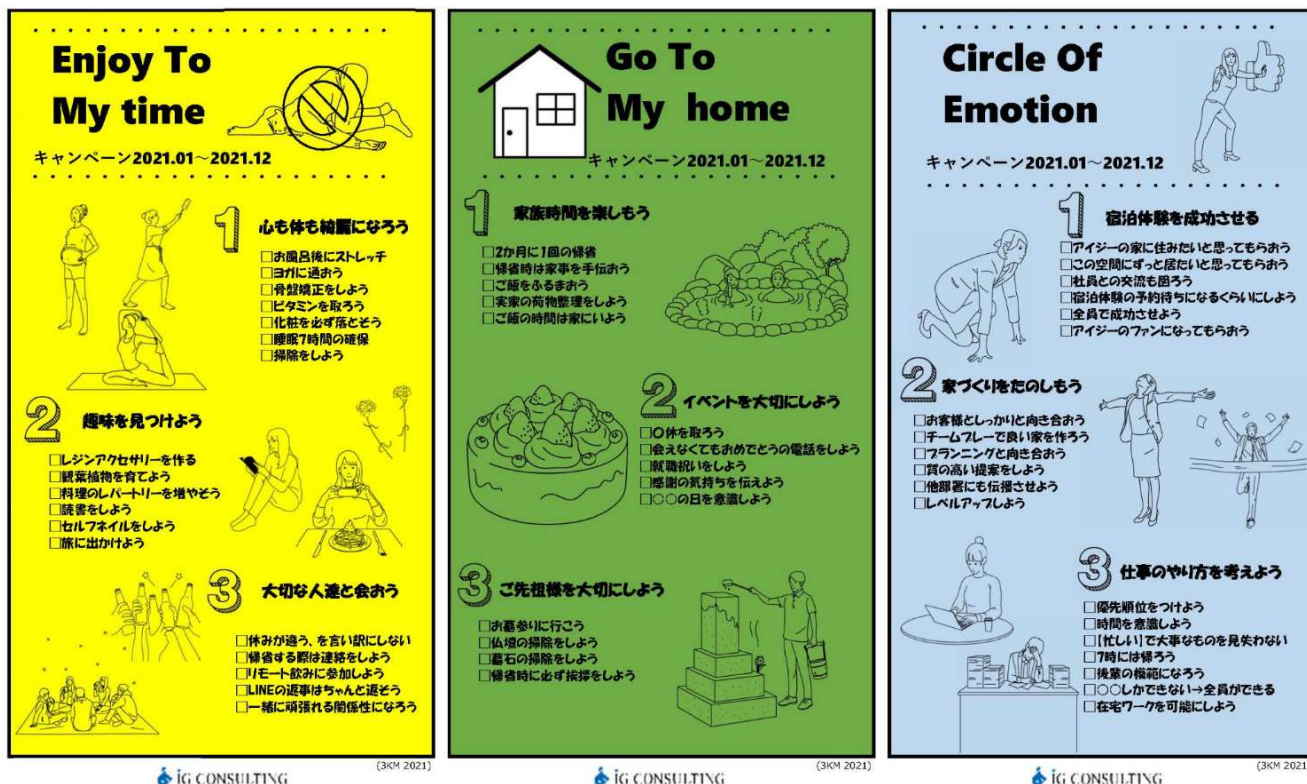 Enjoy To
My time
キャンペーン2021.01～2021.12
1
心も体も綺麗になろう
□お風呂後にストレッチ
□ヨガに通おう
□骨盤矯正をしよう
□ビタミンを取ろう
□化粧を必ず落とそう
□睡眠7時間の確保
□掃除をしよう
2
趣味を見つけよう
□レジンアクセサリーを作る
□観葉植物を育てよう
□料理のレパートリーを増やそう
□読書をしよう
□セルフネイルをしよう
□旅に出かけよう
3
大切な人達と会おう
□休みが違う、を言い訳にしない
□帰省する際は連絡をしよう
□リモート飲みに参加しよう
□LINEの返事はちゃんと返そう
□一緒に頑張れる関係性になろう
(3KM 2021)
iG CONSULTING
Go To
My home
キャンペーン2021.01～2021.12
1
家族時間を楽しもう
□2か月に1回の帰省
□帰省時は家事を手伝おう
□ご飯をふるまおう
□実家の荷物整理をしよう
□ご飯の時間は家にいよう
2
イベントを大切にしよう
□〇休を取ろう
□会えなくてもおめでとうの電話をしよう
□就職祝いをしよう
□感謝の気持ちを伝えよう
□○○の日を意識しよう
3
ご先祖様を大切にしよう
□お墓参りに行こう
□仏壇の掃除をしよう
□墓石の掃除をしよう
□帰省時に必ず挨拶をしよう
(3KM 2021)
iG CONSULTING
Circle Of
Emotion
キャンペーン2021.01～2021.12
1
宿泊体験を成功させる
□アイジーの家に住みたいと思ってもらおう
□この空間にずっと居たいと思ってもらおう
□社員との交流も図ろう
□宿泊体験の予約待ちになるくらいにしよう
□全員で成功させよう
□アイジーのファンになってもらおう
2
家づくりをたのしもう
□お客様としっかりと向き合おう
□チームプレーで良い家を作ろう
□プランニングと向き合おう
□質の高い提案をしよう
□他部署にも伝播させよう
□レベルアップしよう
3
仕事のやり方を考えよう
□優先順位をつけよう
□時間を意識しよう
□[忙しい]で大事なものを見失わない
□7時には帰ろう
□後輩の模範になろう
□○○しかできない→全員ができる
□在宅ワークを可能にしよう
(3KM 2021)
iG CONSULTING